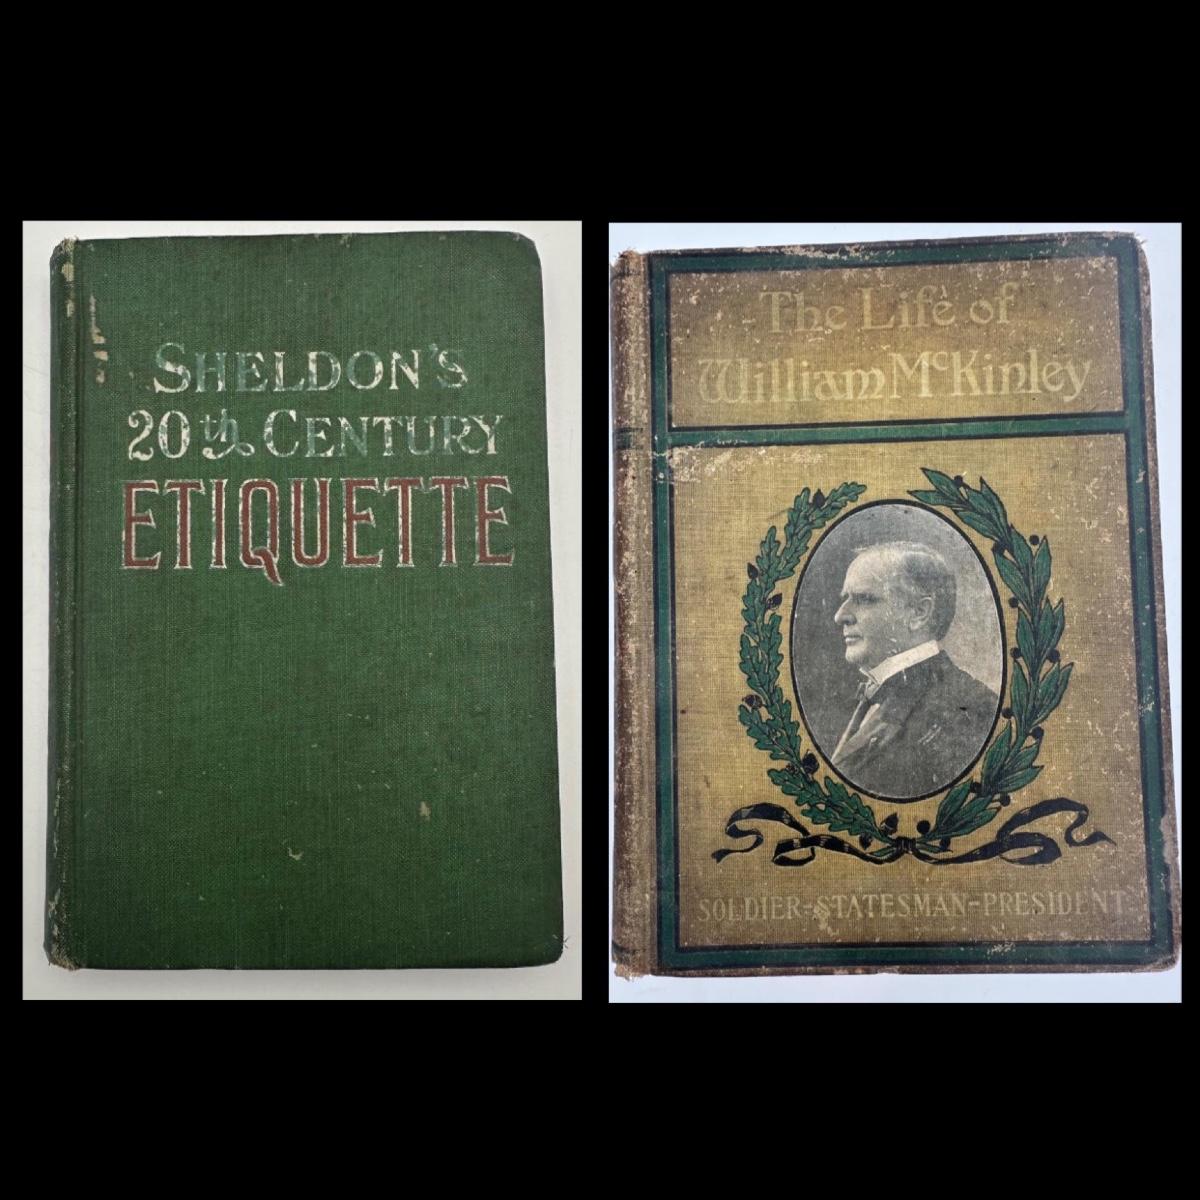 SHELDON'S
20th CENTURY
ETIQUETTE
The Life of
William McKinley
SOLDIER-STATESMAN-PRESIDENT